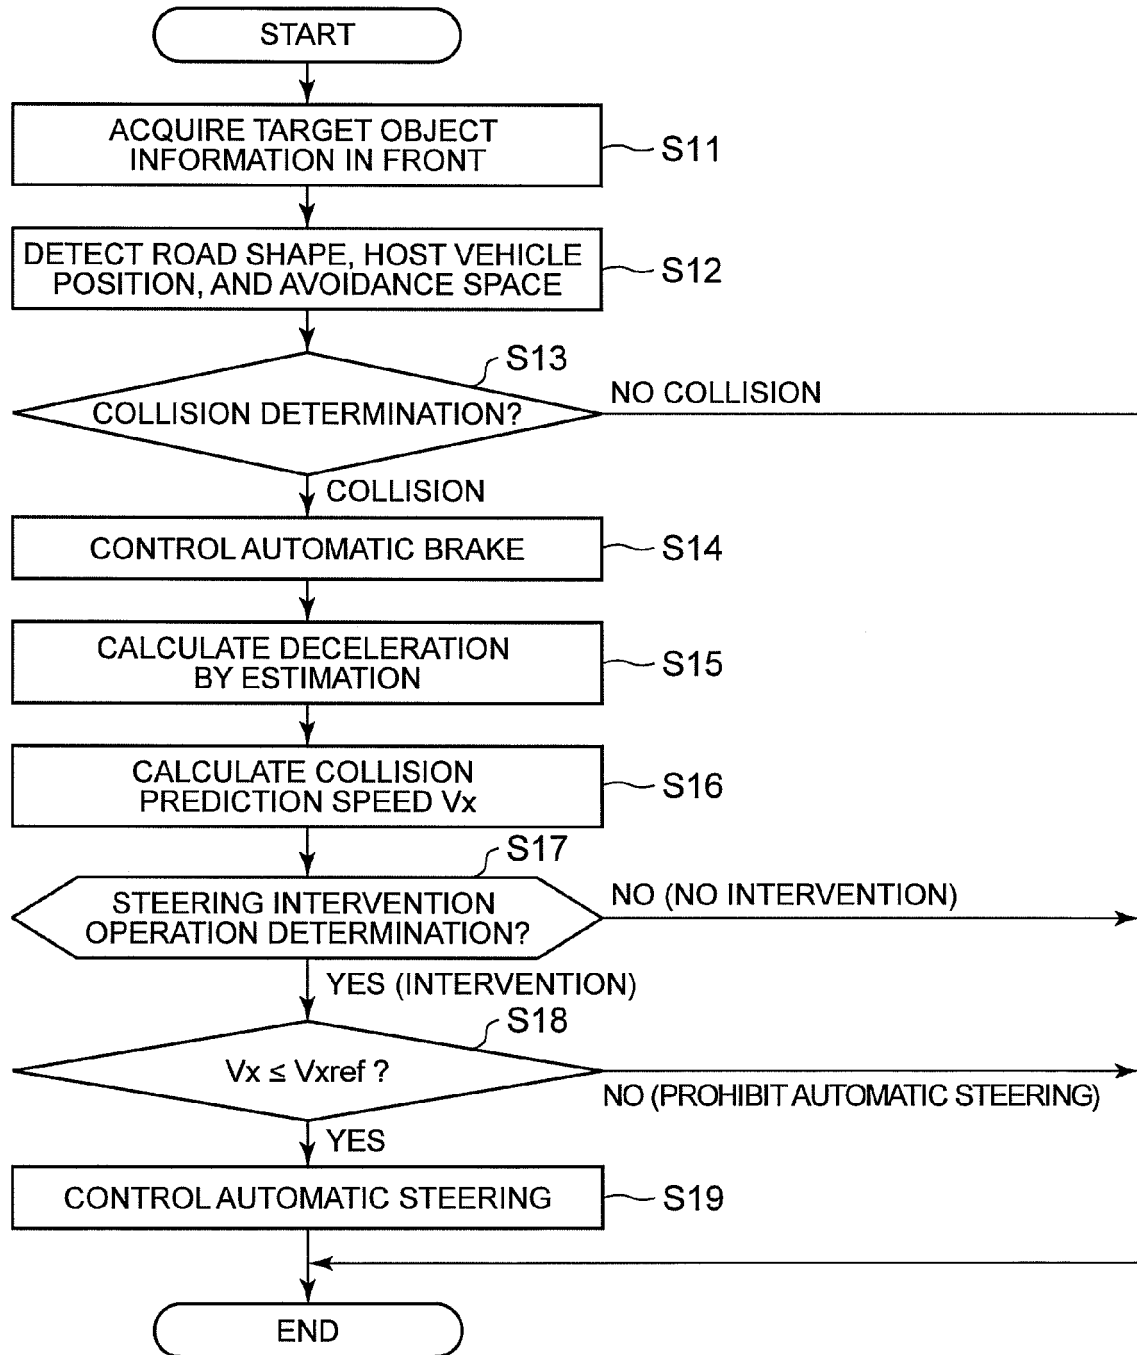 START
ACQUIRE TARGET OBJECT
INFORMATION IN FRONT
S11
DETECT ROAD SHAPE, HOST VEHICLE
POSITION, AND AVOIDANCE SPACE
S12
S13
COLLISION DETERMINATION?
NO COLLISION
COLLISION
CONTROL AUTOMATIC BRAKE
S14
CALCULATE DECELERATION
BY ESTIMATION
S15
CALCULATE COLLISION
PREDICTION SPEED Vx
S16
S17
STEERING INTERVENTION
OPERATION DETERMINATION?
NO (NO INTERVENTION)
YES (INTERVENTION)
S18
Vx ≤ Vxref ?
NO (PROHIBIT AUTOMATIC STEERING)
YES
CONTROL AUTOMATIC STEERING
S19
END